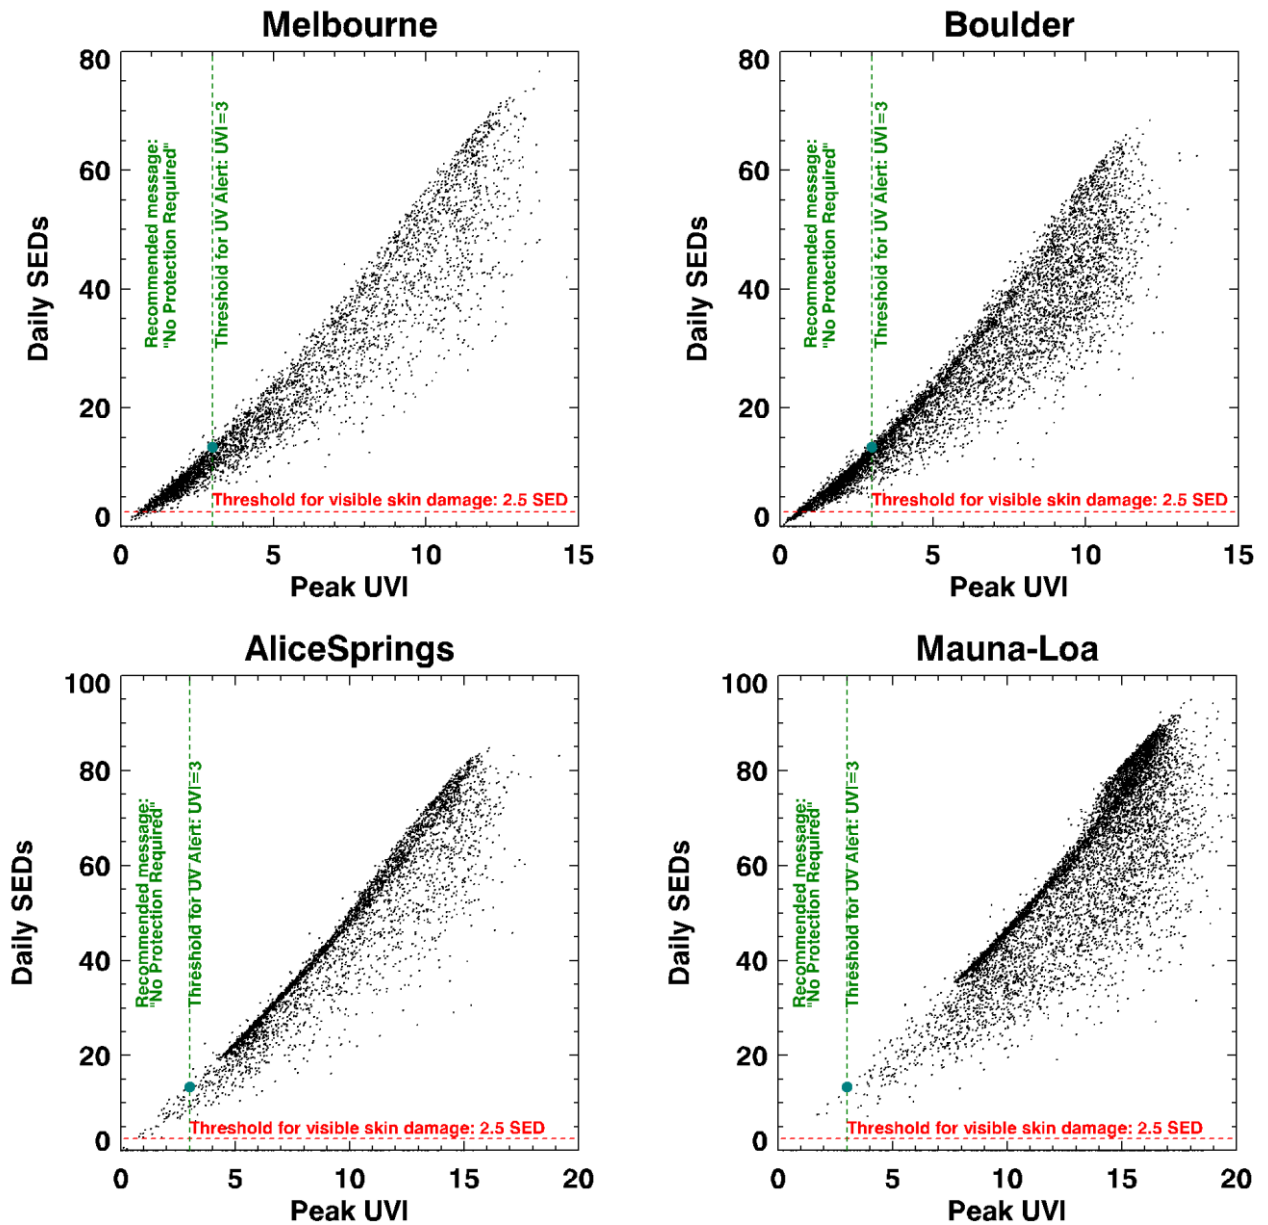 Melbourne
80
60
40
20
0
Daily SEDs
Recommended message:
"No Protection Required"
Threshold for UV Alert: UVI=3
Threshold for visible skin damage: 2.5 SED
0 5 10 15
Peak UVI
Boulder
80
60
40
20
0
Daily SEDs
Recommended message:
"No Protection Required"
Threshold for UV Alert: UVI=3
Threshold for visible skin damage: 2.5 SED
0 5 10 15
Peak UVI
AliceSprings
100
80
60
40
20
0
Daily SEDs
Recommended message:
"No Protection Required"
Threshold for UV Alert: UVI=3
Threshold for visible skin damage: 2.5 SED
0 5 10 15 20
Peak UVI
Mauna-Loa
100
80
60
40
20
0
Daily SEDs
Recommended message:
"No Protection Required"
Threshold for UV Alert: UVI=3
Threshold for visible skin damage: 2.5 SED
0 5 10 15 20
Peak UVI